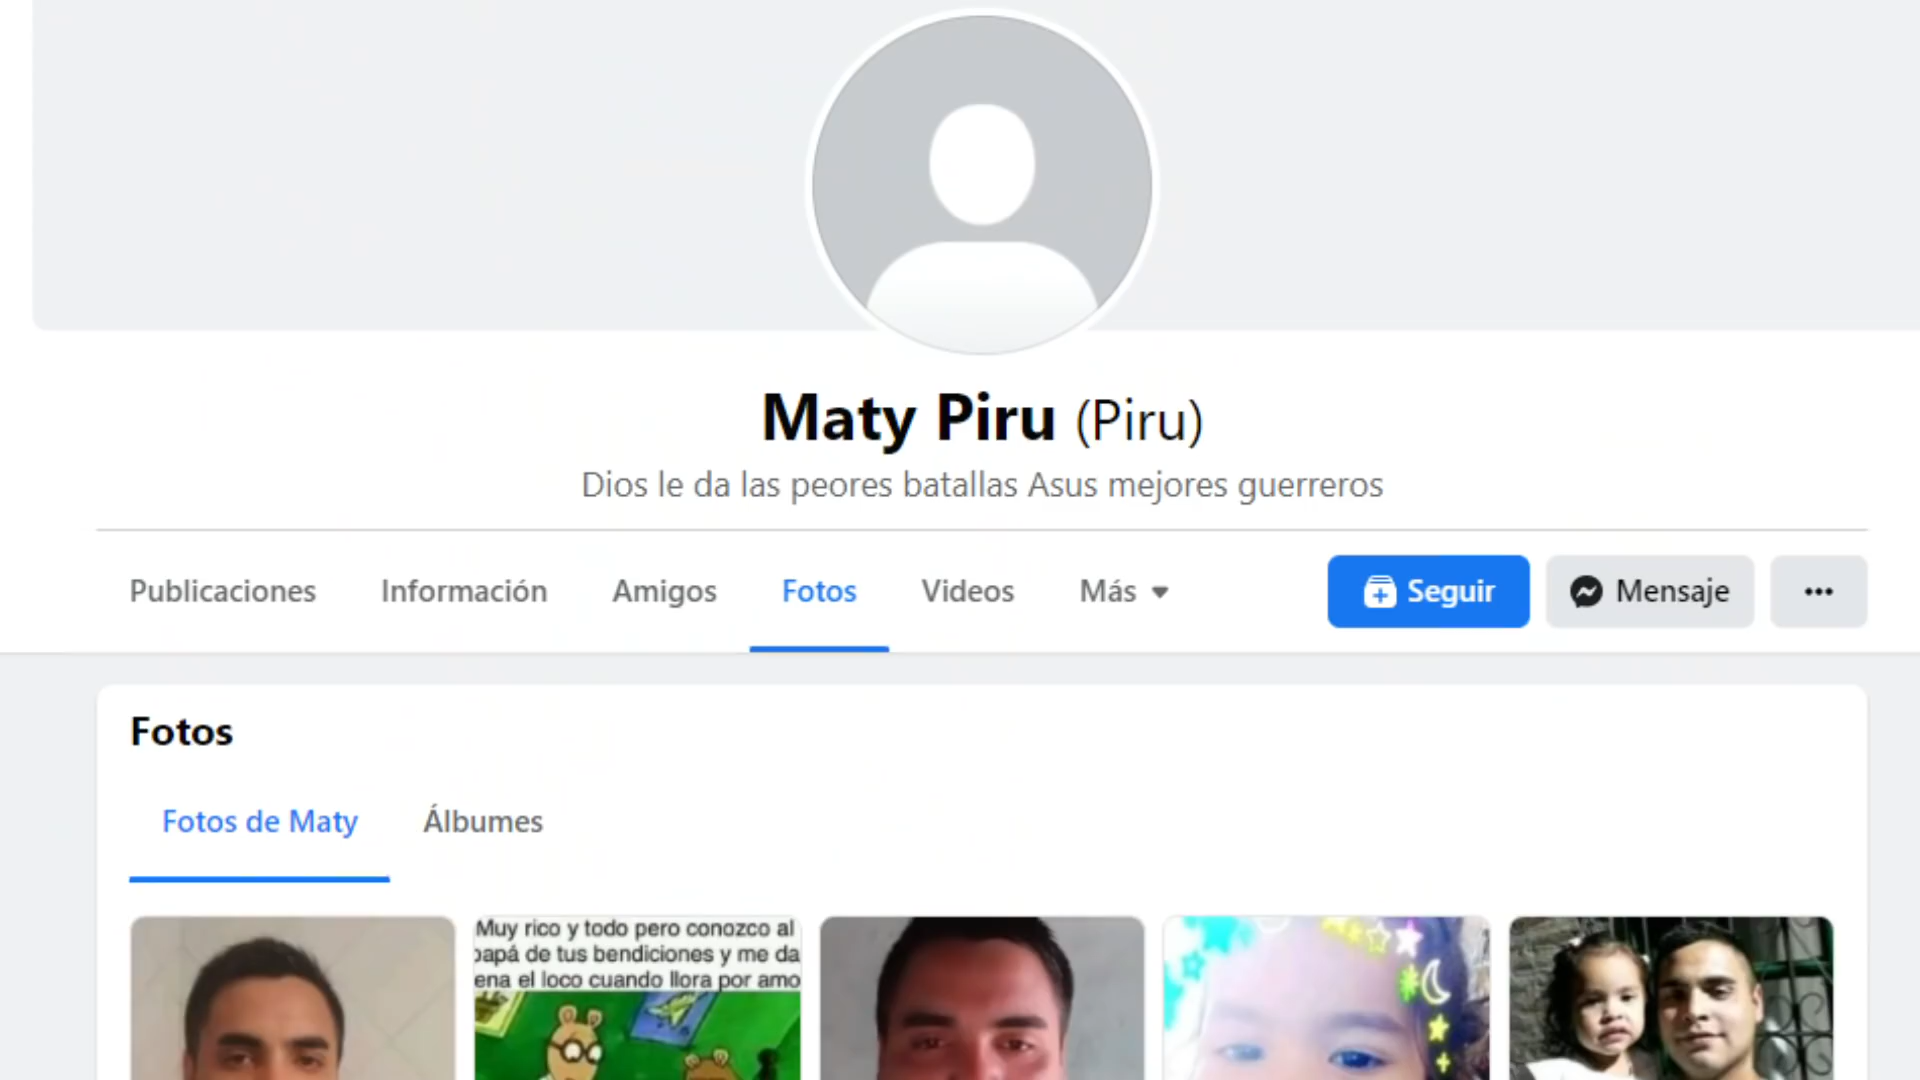 Maty Piru (Piru)
Dios le da las peores batallas Asus mejores guerreros
Publicaciones Información Amigos Fotos Videos Más Seguir Mensaje
Fotos
Fotos de Maty Álbumes
Muy rico y todo pero conozco al
papá de tus bendiciones y me da
ena el loco cuando llora por amo